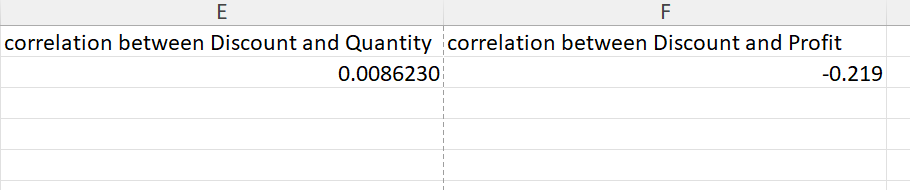 E F
correlation between Discount and Quantity correlation between Discount and Profit
0.0086230 -0.219